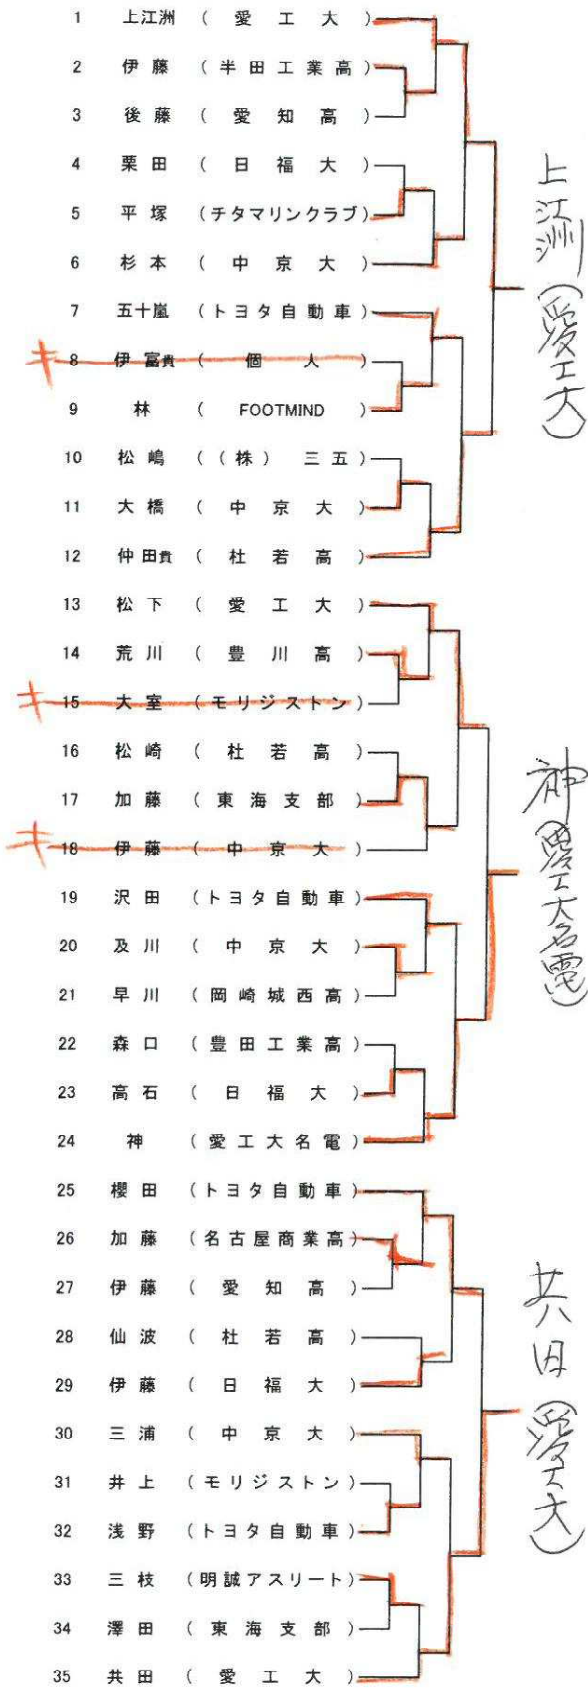 1 上江洲 （ 愛 工 大 ）
2 伊 藤 （ 半 田 工 業 高 ）
3 後 藤 （ 愛 知 高 ）
4 栗 田 （ 日 福 大 ）
5 平 塚 （チタマリンクラブ）
6 杉 本 （ 中 京 大 ）
7 五十嵐 （トヨタ自動車）
キ 8 伊 富貴 （ 個 人 ）
9 林 （ FOOTMIND ）
10 松 嶋 （（株） 三 五）
11 大 橋 （ 中 京 大 ）
12 仲 田貴 （ 杜 若 高 ）
上江洲（愛工大）
13 松 下 （ 愛 工 大 ）
14 荒 川 （ 豊 川 高 ）
キ 15 大 室 （モリジストン）
16 松 崎 （ 杜 若 高 ）
17 加 藤 （ 東 海 支 部 ）
キ 18 伊 藤 （ 中 京 大 ）
19 沢 田 （トヨタ自動車）
20 及 川 （ 中 京 大 ）
21 早 川 （岡崎城西高）
22 森 口 （豊田工業高）
23 高 石 （ 日 福 大 ）
24 神 （愛工大名電）
神（愛工大名電）
25 櫻 田 （トヨタ自動車）
26 加 藤 （名古屋商業高）
27 伊 藤 （ 愛 知 高 ）
28 仙 波 （ 杜 若 高 ）
29 伊 藤 （ 日 福 大 ）
30 三 浦 （ 中 京 大 ）
31 井 上 （モリジストン）
32 浅 野 （トヨタ自動車）
33 三 枝 （明誠アスリート）
34 澤 田 （ 東 海 支 部 ）
35 共 田 （ 愛 工 大 ）
共田（愛工大）